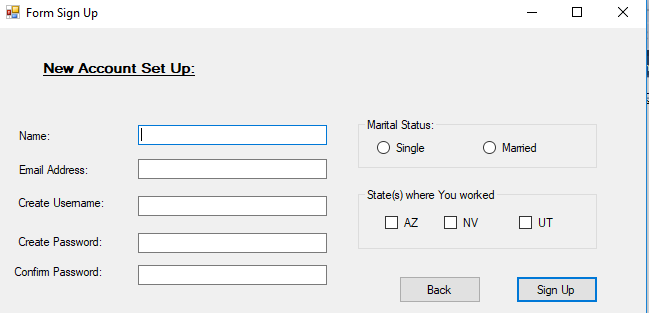 Form Sign Up
New Account Set Up:
Name:
Email Address:
Create Username:
Create Password:
Confirm Password:
Marital Status:
Single Married
State(s) where You worked
AZ NV UT
Back Sign Up